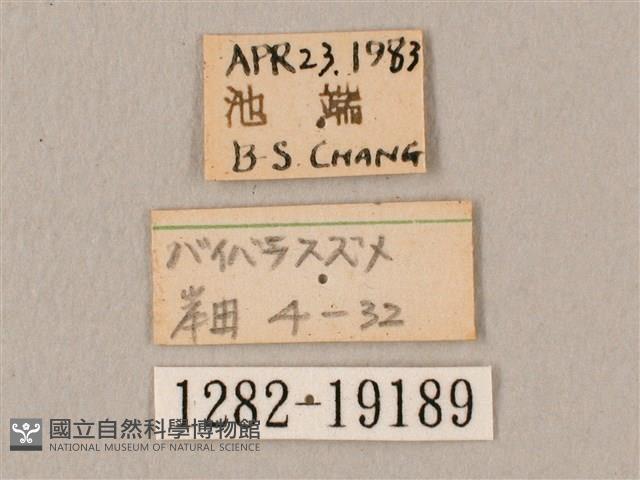 APR 23.1983
池端
B.S. CHANG
バイバラスズメ
岸田 4-32
1282-19189
國立自然科學博物館
NATIONAL MUSEUM OF NATURAL SCIENCE